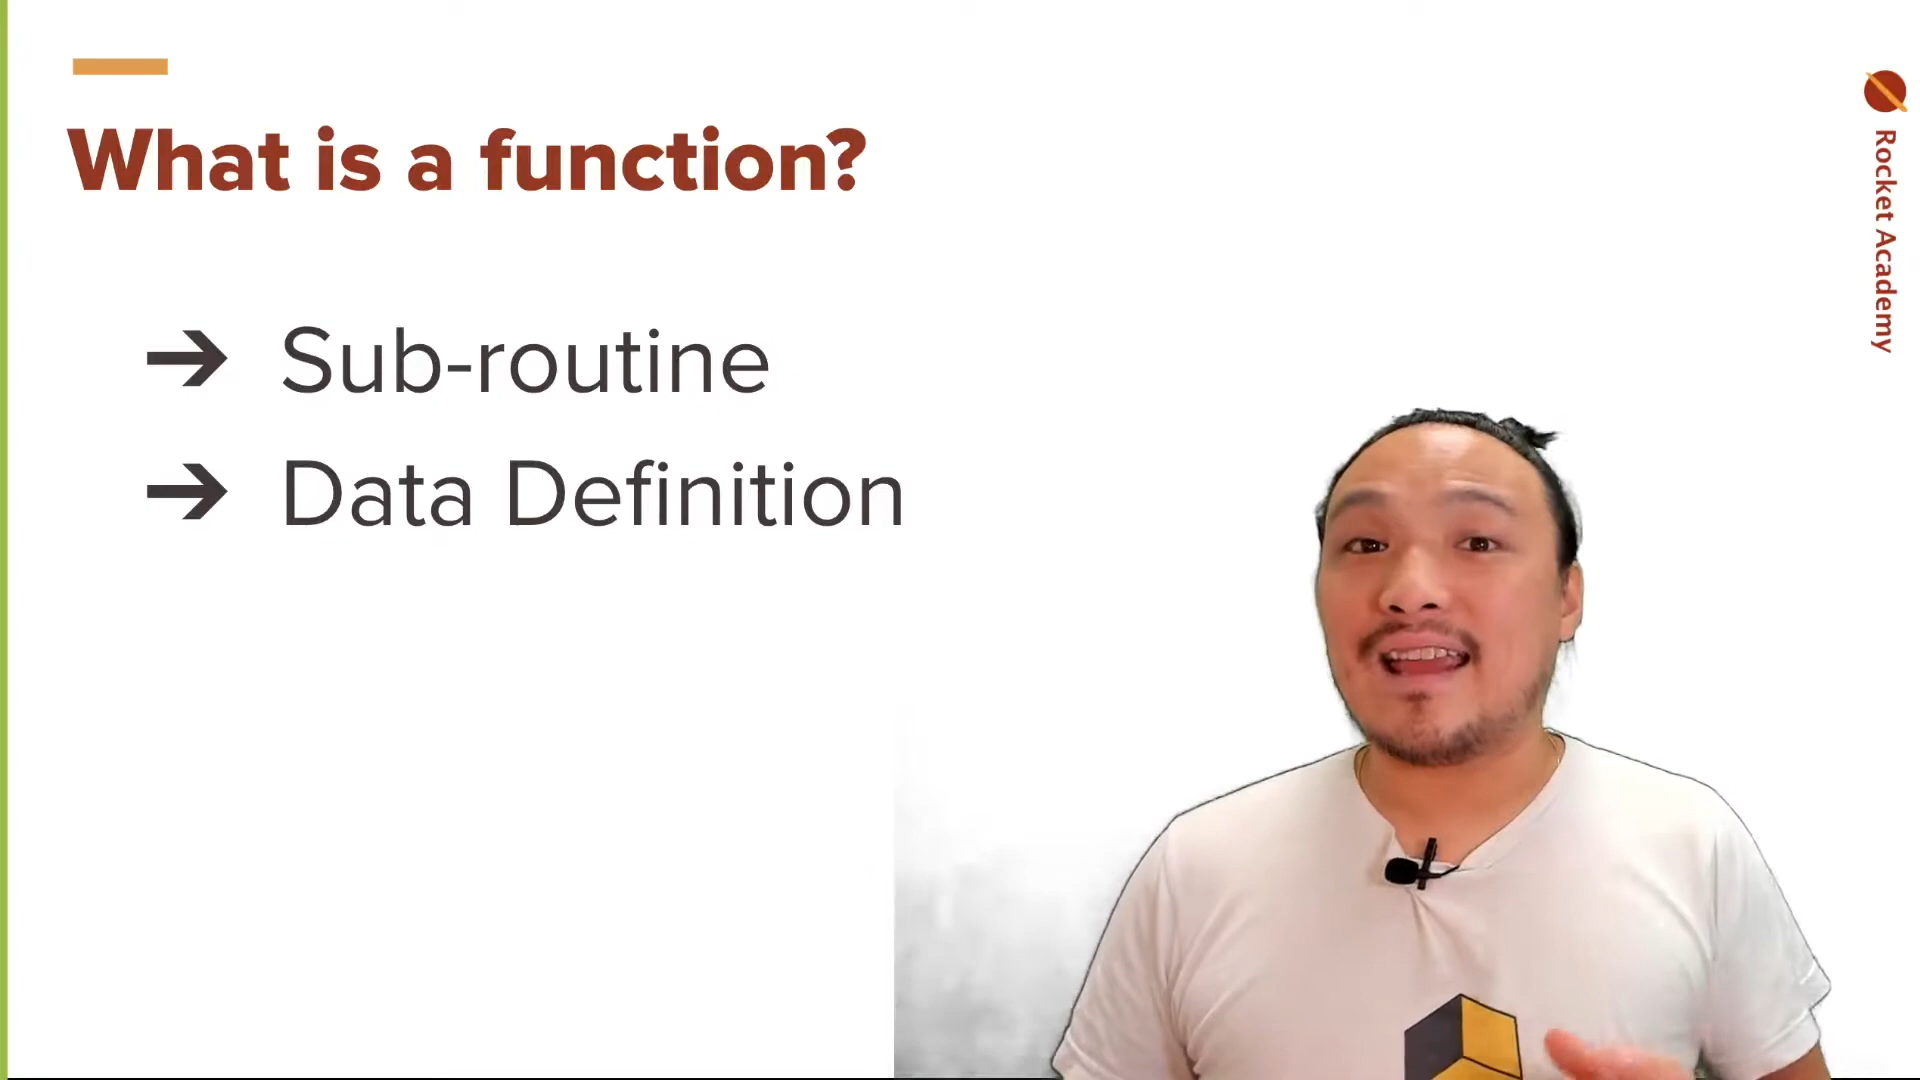 What is a function?
➔ Sub-routine
➔ Data Definition
Rocket Academy